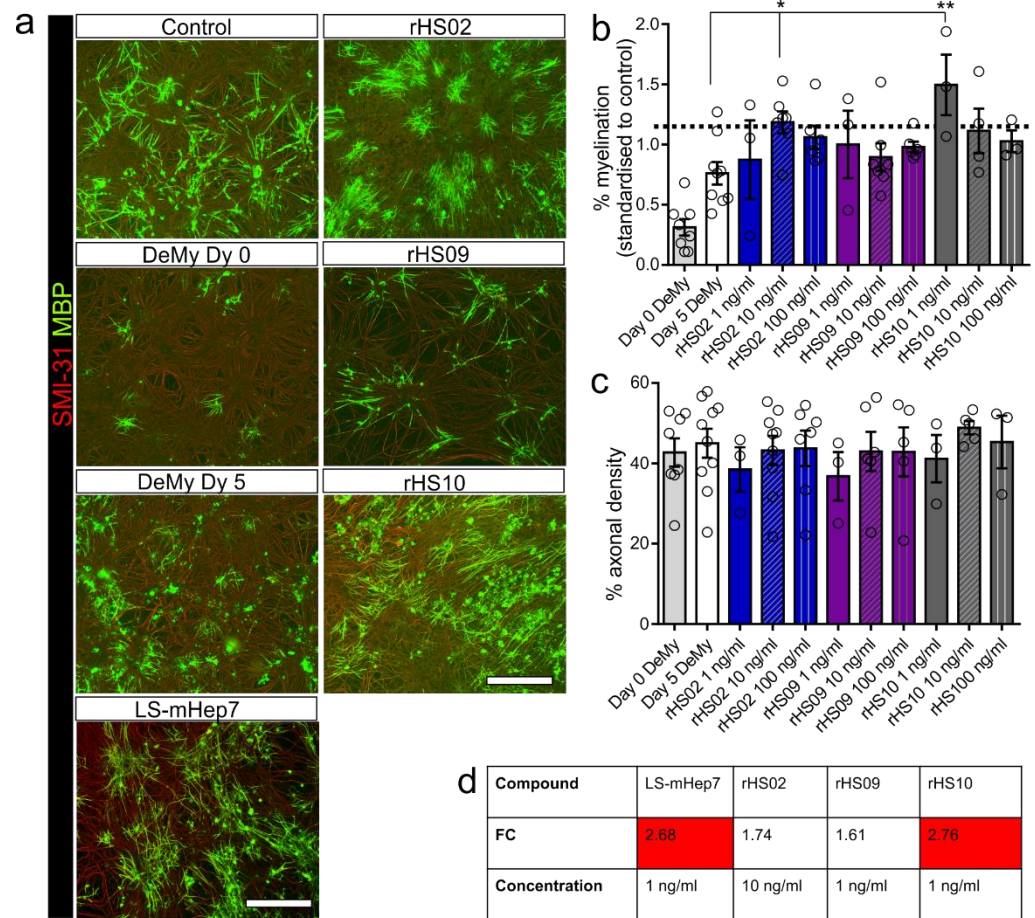 a
SMI-31 MBP
Control
rHS02
DeMy Dy 0
rHS09
DeMy Dy 5
rHS10
LS-mHep7
b
*
**
% myelination
(standardised to control)
2.0
1.5
1.0
0.5
0.0
Day 0 DeMy
Day 5 DeMy
rHS02 1 ng/ml
rHS02 10 ng/ml
rHS02 100 ng/ml
rHS09 1 ng/ml
rHS09 10 ng/ml
rHS09 100 ng/ml
rHS10 1 ng/ml
rHS10 10 ng/ml
rHS10 100 ng/ml
c
% axonal density
60
40
20
0
Day 0 DeMy
Day 5 DeMy
rHS02 1 ng/ml
rHS02 10 ng/ml
rHS02 100 ng/ml
rHS09 1 ng/ml
rHS09 10 ng/ml
rHS09 100 ng/ml
rHS10 1 ng/ml
rHS10 10 ng/ml
rHS100 ng/ml
d
Compound LS-mHep7 rHS02 rHS09 rHS10
FC 2.68 1.74 1.61 2.76
Concentration 1 ng/ml 10 ng/ml 1 ng/ml 1 ng/ml